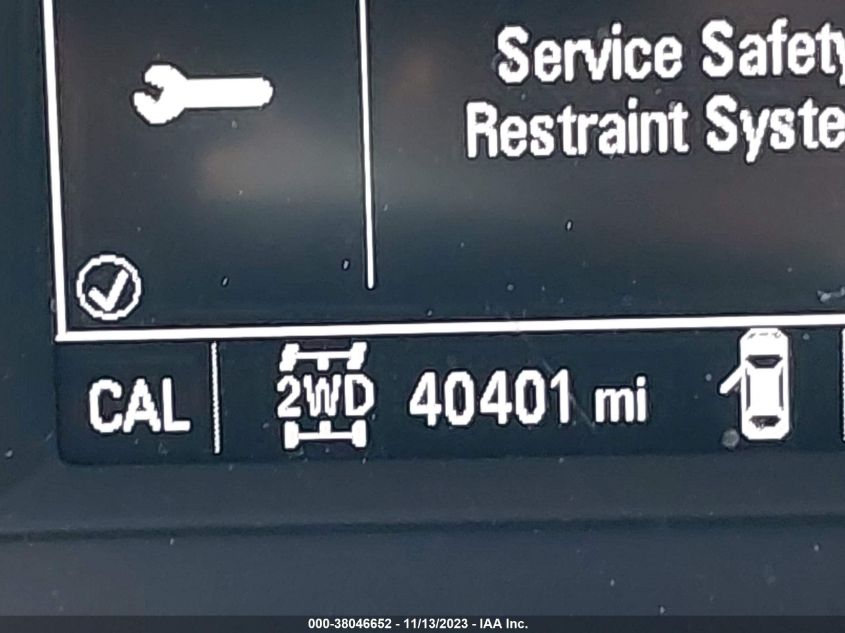 Service Safety
Restraint Syste
CAL
2WD
40401 mi
000-38046652 - 11/13/2023 - IAA Inc.